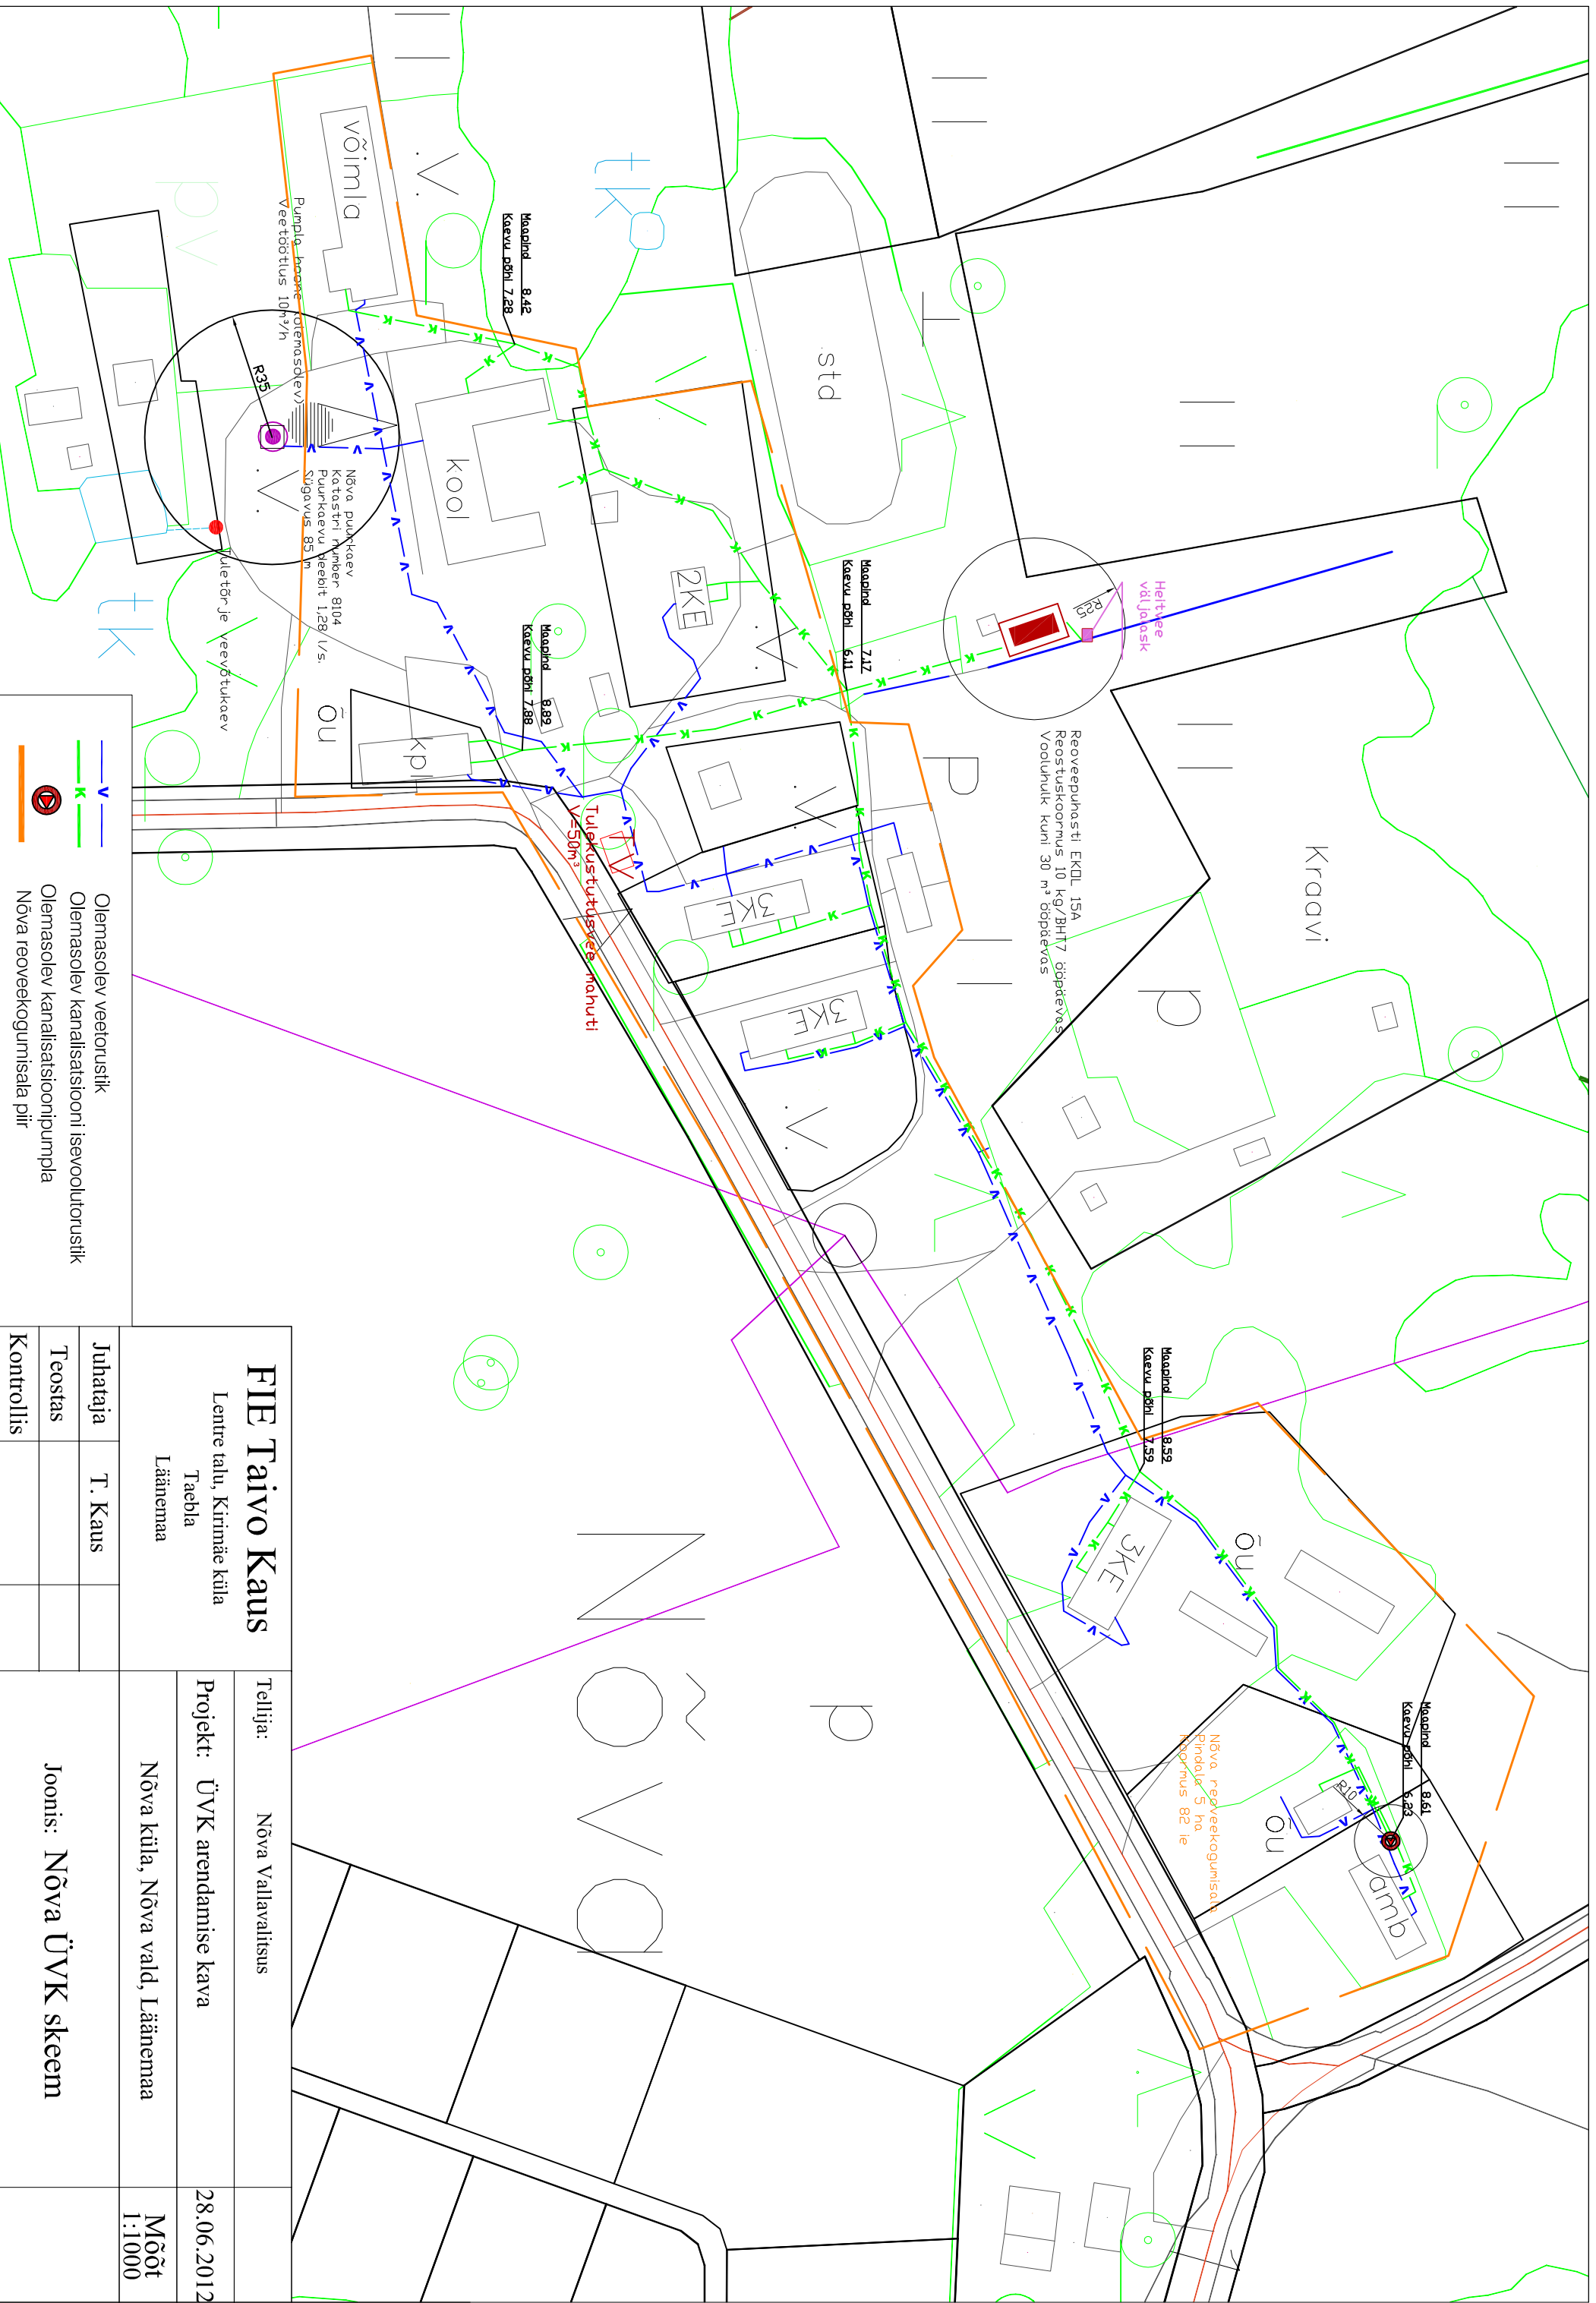 võimla
.V.
tk
Maapind 8.42
Kaevu põhi 7.28
Pumpla hoone (olemasolev)
Veetöötlus 10m³/h
R35
kool
Nõva puurkaev
Katastri number 8104
Puurkaevu deebit 1,28 l/s.
Sügavus 85 m
.V.
Tuletõrje veevõtukaev
tk
std
T
2KE
.V.
Maapind 7.17
Kaevu põhi 6.11
Maapind 8.89
Kaevu põhi 7.88
Heitvee
väljalask
R25
Reoveepuhasti EKOL 15A
Reostuskoormus 10 kg/BHT7 ööpäevas
Vooluhulk kuni 30 m³ ööpäevas
Kraavi
p
p
Õu
kpl
TV
Tulekustutusvee mahuti
V=50m³
.V.
3KE
3KE
.V.
Maapind 8.59
Kaevu põhi 7.59
3KE
Õu
Maapind 8.61
Kaevu põhi 6.23
R10
Õu
amb
Nõva reoveekogumisala
Pindala 5 ha
Koormus 82 ie
p
Nõva
V Olemasolev veetorustik
K Olemasolev kanalisatsiooni isevoolutorustik
Olemasolev kanalisatsioonipumpla
Nõva reoveekogumisala piir
FIE Taivo Kaus
Lentre talu, Kirimäe küla
Taebla
Läänemaa
Juhataja T. Kaus
Teostas
Kontrollis
Tellija: Nõva Vallavalitsus
Projekt: ÜVK arendamise kava
28.06.2012
Nõva küla, Nõva vald, Läänemaa
Mõõt
1:1000
Joonis: Nõva ÜVK skeem